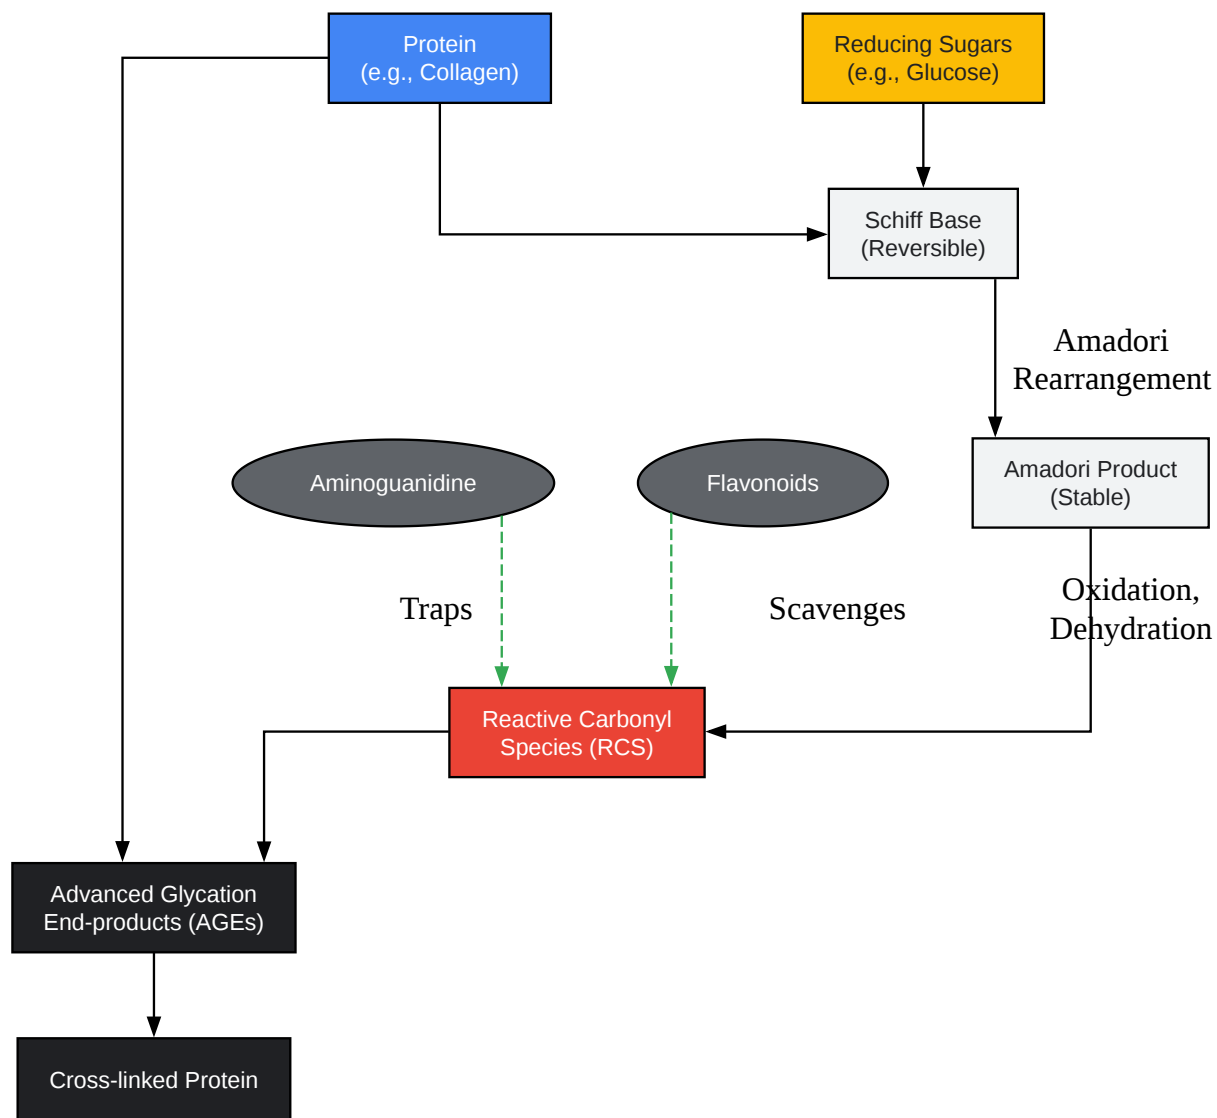 Protein
(e.g., Collagen)
Reducing Sugars
(e.g., Glucose)
Schiff Base
(Reversible)
Amadori
Rearrangement
Aminoguanidine
Flavonoids
Amadori Product
(Stable)
Traps
Scavenges
Oxidation,
Dehydration
Reactive Carbonyl
Species (RCS)
Advanced Glycation
End-products (AGEs)
Cross-linked Protein